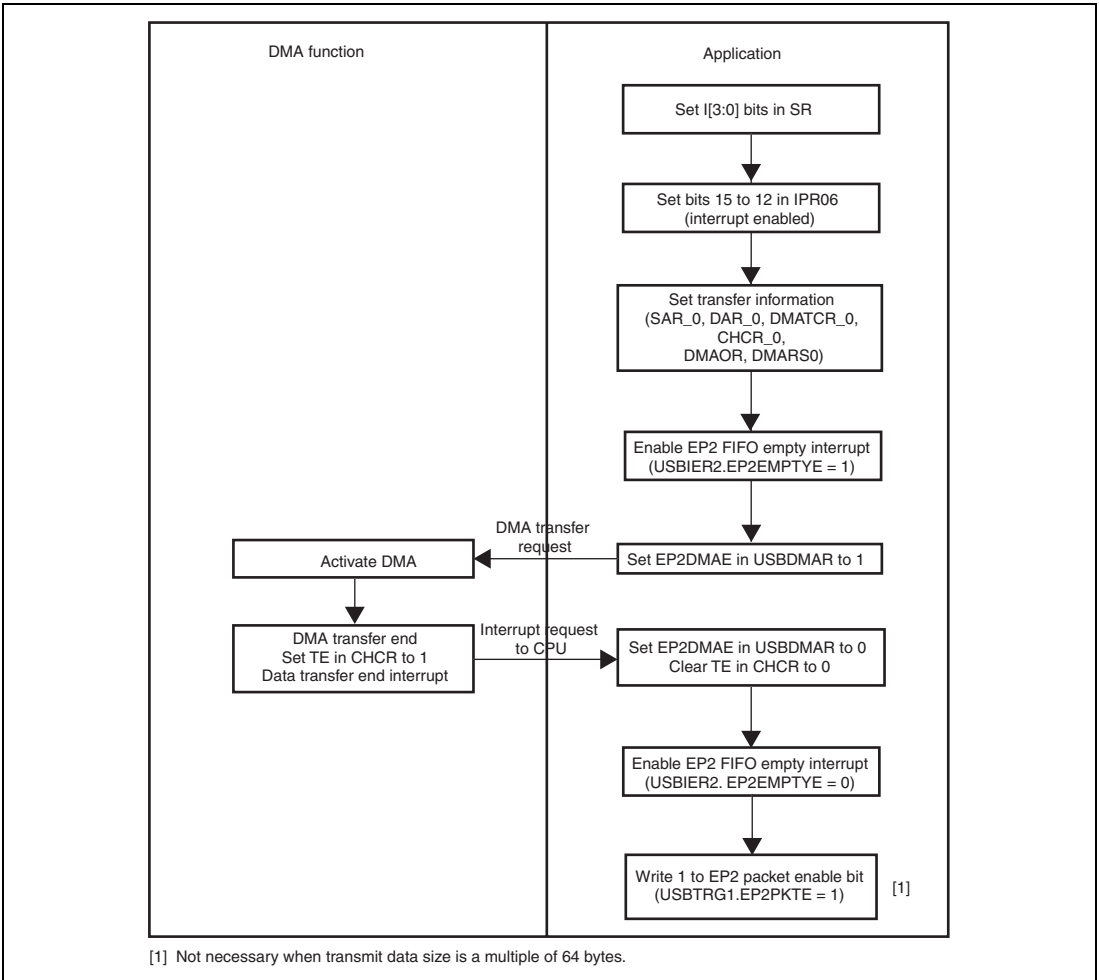 DMA function
Application
Set I[3:0] bits in SR
Set bits 15 to 12 in IPR06
(interrupt enabled)
Set transfer information
(SAR_0, DAR_0, DMATCR_0,
CHCR_0,
DMAOR, DMARS0)
Enable EP2 FIFO empty interrupt
(USBIER2.EP2EMPTYE = 1)
DMA transfer
request
Set EP2DMAE in USBDMAR to 1
Activate DMA
DMA transfer end
Set TE in CHCR to 1
Data transfer end interrupt
Interrupt request
to CPU
Set EP2DMAE in USBDMAR to 0
Clear TE in CHCR to 0
Enable EP2 FIFO empty interrupt
(USBIER2. EP2EMPTYE = 0)
Write 1 to EP2 packet enable bit
(USBTRG1.EP2PKTE = 1)
[1]
[1] Not necessary when transmit data size is a multiple of 64 bytes.